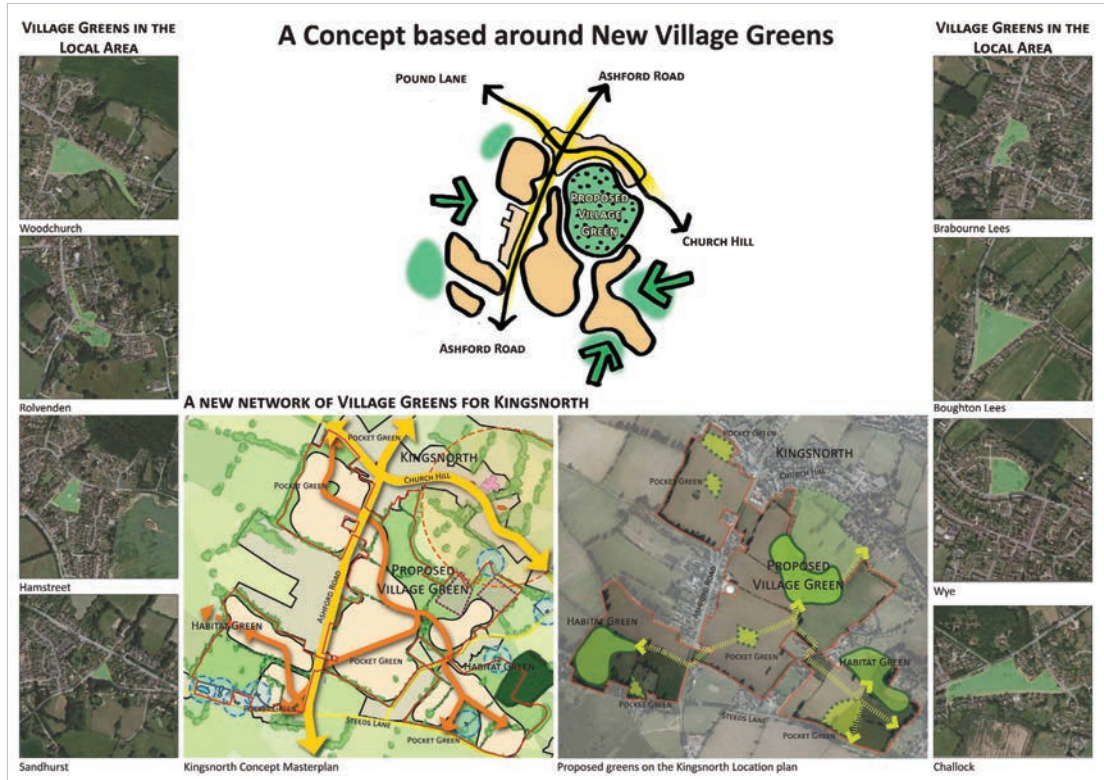 VILLAGE GREENS IN THE
LOCAL AREA
Woodchurch
Rolvenden
Hamstreet
Sandhurst
A Concept based around New Village Greens
POUND LANE
ASHFORD ROAD
PROPOSED
VILLAGE
GREEN
CHURCH HILL
ASHFORD ROAD
A NEW NETWORK OF VILLAGE GREENS FOR KINGSNORTH
POCKET GREEN
KINGSNORTH
CHURCH HILL
POCKET GREEN
PROPOSED
VILLAGE GREEN
ASHFORD ROAD
HABITAT GREEN
POCKET GREEN
HABITAT GREEN
POCKET GREEN
STEEDS LANE
POCKET GREEN
Kingsnorth Concept Masterplan
POCKET GREEN
KINGSNORTH
CHURCH HILL
POCKET GREEN
PROPOSED
VILLAGE GREEN
ASHFORD ROAD
HABITAT GREEN
POCKET GREEN
HABITAT GREEN
POCKET GREEN
STEEDS LANE
POCKET GREEN
Proposed greens on the Kingsnorth Location plan
VILLAGE GREENS IN THE
LOCAL AREA
Brabourne Lees
Boughton Lees
Wye
Challock